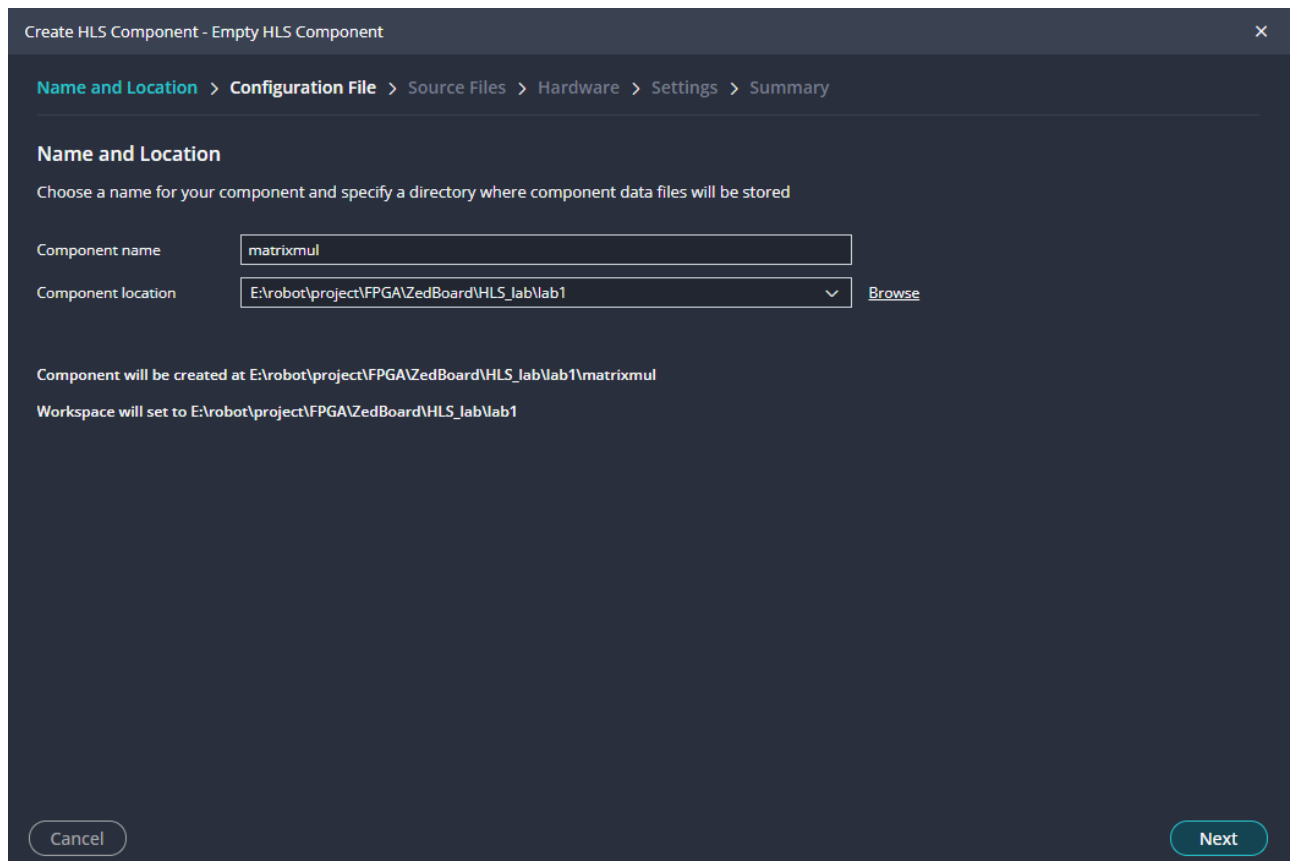 Create HLS Component - Empty HLS Component
Name and Location > Configuration File > Source Files > Hardware > Settings > Summary
Name and Location
Choose a name for your component and specify a directory where component data files will be stored
Component name matrixmul
Component location E:\robot\project\FPGA\ZedBoard\HLS_lab\lab1 Browse
Component will be created at E:\robot\project\FPGA\ZedBoard\HLS_lab\lab1\matrixmul
Workspace will set to E:\robot\project\FPGA\ZedBoard\HLS_lab\lab1
Cancel Next